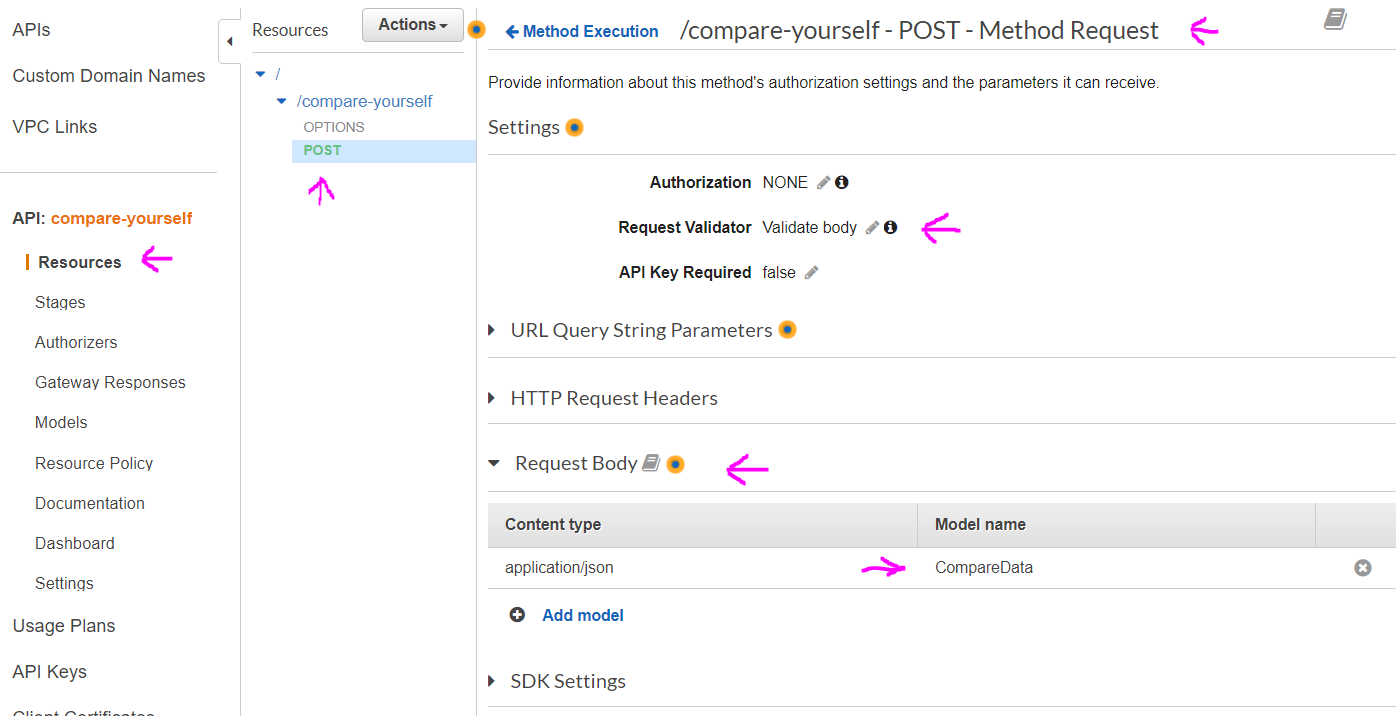 APIs
Custom Domain Names
VPC Links
API: compare-yourself
Resources
Stages
Authorizers
Gateway Responses
Models
Resource Policy
Documentation
Dashboard
Settings
Usage Plans
API Keys
Client Certificates
Resources
Actions
/
/compare-yourself
OPTIONS
POST
Method Execution /compare-yourself - POST - Method Request
Provide information about this method's authorization settings and the parameters it can receive.
Settings
Authorization NONE
Request Validator Validate body
API Key Required false
URL Query String Parameters
HTTP Request Headers
Request Body
Content type Model name
application/json CompareData
Add model
SDK Settings